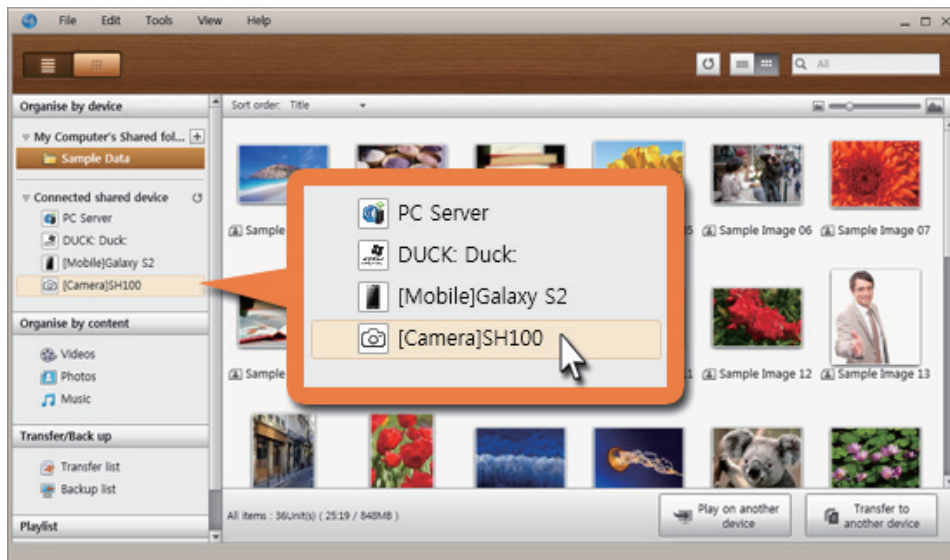 File Edit Tools View Help
All
Organise by device
Sort order: Title
My Computer's Shared fol...
Sample Data
Connected shared device
PC Server
DUCK: Duck:
[Mobile]Galaxy S2
[Camera]SH100
PC Server
DUCK: Duck:
[Mobile]Galaxy S2
[Camera]SH100
Sample
5 Sample Image 06 Sample Image 07
Organise by content
Videos
Photos
Music
Sample
11 Sample Image 12 Sample Image 13
Transfer/Back up
Transfer list
Backup list
Playlist
All items : 36Unit(s) ( 25:19 / 848MB )
Play on another device
Transfer to another device